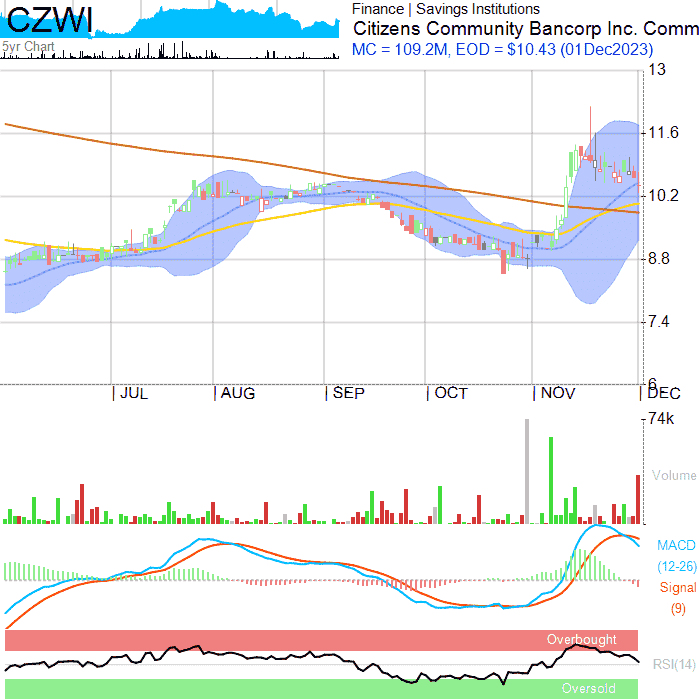 CZWI
5yr Chart
Finance | Savings Institutions
Citizens Community Bancorp Inc. Comm
MC = 109.2M, EOD = $10.43 (01Dec2023)
13
11.6
10.2
8.8
7.4
6
JUL AUG SEP OCT NOV DEC
74k
Volume
MACD
(12-26)
Signal
(9)
Overbought
RSI(14)
Oversold